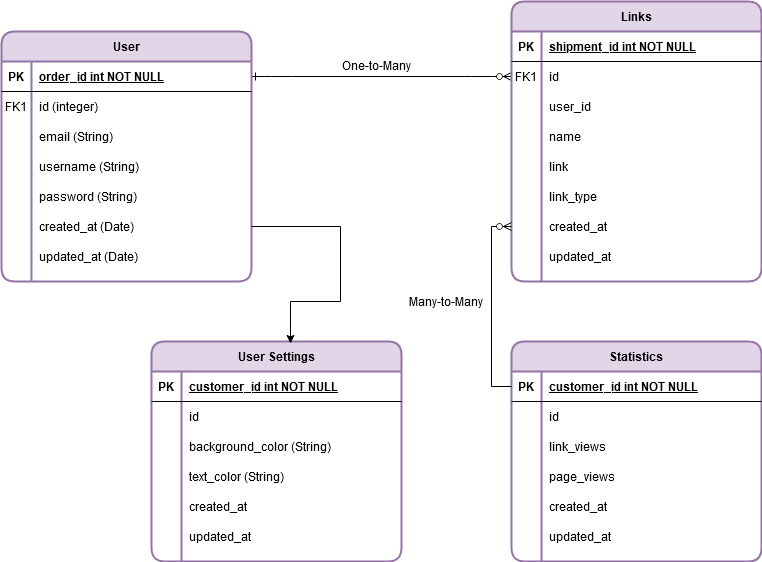 User
PK order_id int NOT NULL
FK1 id (integer)
email (String)
username (String)
password (String)
created_at (Date)
updated_at (Date)
One-to-Many
Links
PK shipment_id int NOT NULL
FK1 id
user_id
name
link
link_type
created_at
updated_at
Many-to-Many
User Settings
PK customer_id int NOT NULL
id
background_color (String)
text_color (String)
created_at
updated_at
Statistics
PK customer_id int NOT NULL
id
link_views
page_views
created_at
updated_at